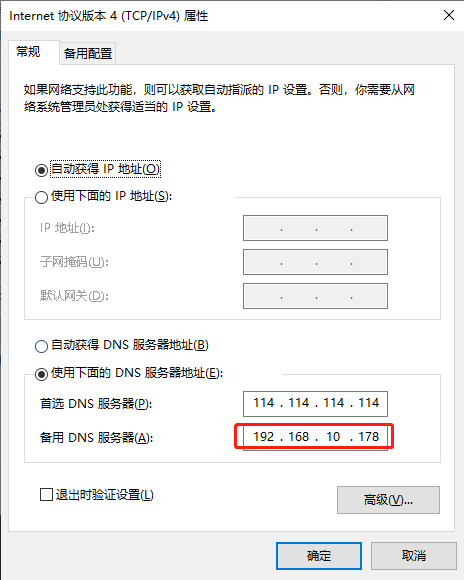 Internet 协议版本 4 (TCP/IPv4) 属性
常规
备用配置
如果网络支持此功能，则可以获取自动指派的 IP 设置。否则，你需要从网
络系统管理员处获得适当的 IP 设置。
自动获得 IP 地址(O)
使用下面的 IP 地址(S):
IP 地址(I):
. . .
子网掩码(U):
. . .
默认网关(D):
. . .
自动获得 DNS 服务器地址(B)
使用下面的 DNS 服务器地址(E):
首选 DNS 服务器(P):
114 . 114 . 114 . 114
备用 DNS 服务器(A):
192 . 168 . 10 . 178
退出时验证设置(L)
高级(V)...
确定
取消